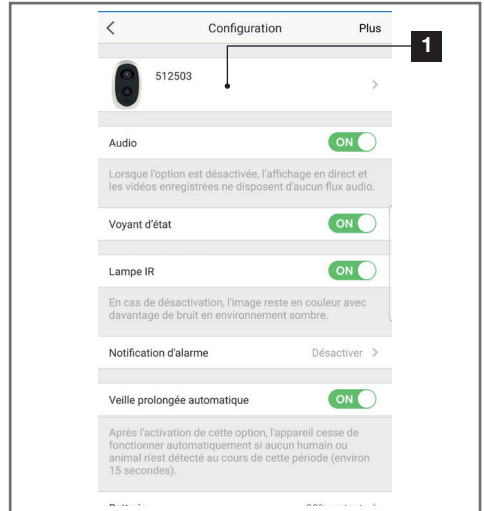 Configuration
Plus
1
512503
Audio
ON
Lorsque l'option est désactivée, l'affichage en direct et
les vidéos enregistrées ne disposent d'aucun flux audio.
Voyant d'état
ON
Lampe IR
ON
En cas de désactivation, l'image reste en couleur avec
davantage de bruit en environnement sombre.
Notification d'alarme
Désactiver
Veille prolongée automatique
ON
Après l'activation de cette option, l'appareil cesse de
fonctionner automatiquement si aucun humain ou
animal n'est détecté au cours de cette période (environ
15 secondes).